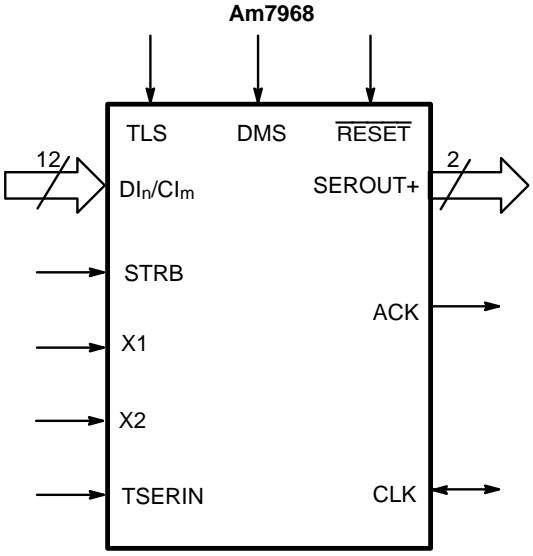 Am7968
TLS DMS RESET
12 2
DIn/CIm SEROUT+
STRB
ACK
X1
X2
TSERIN CLK